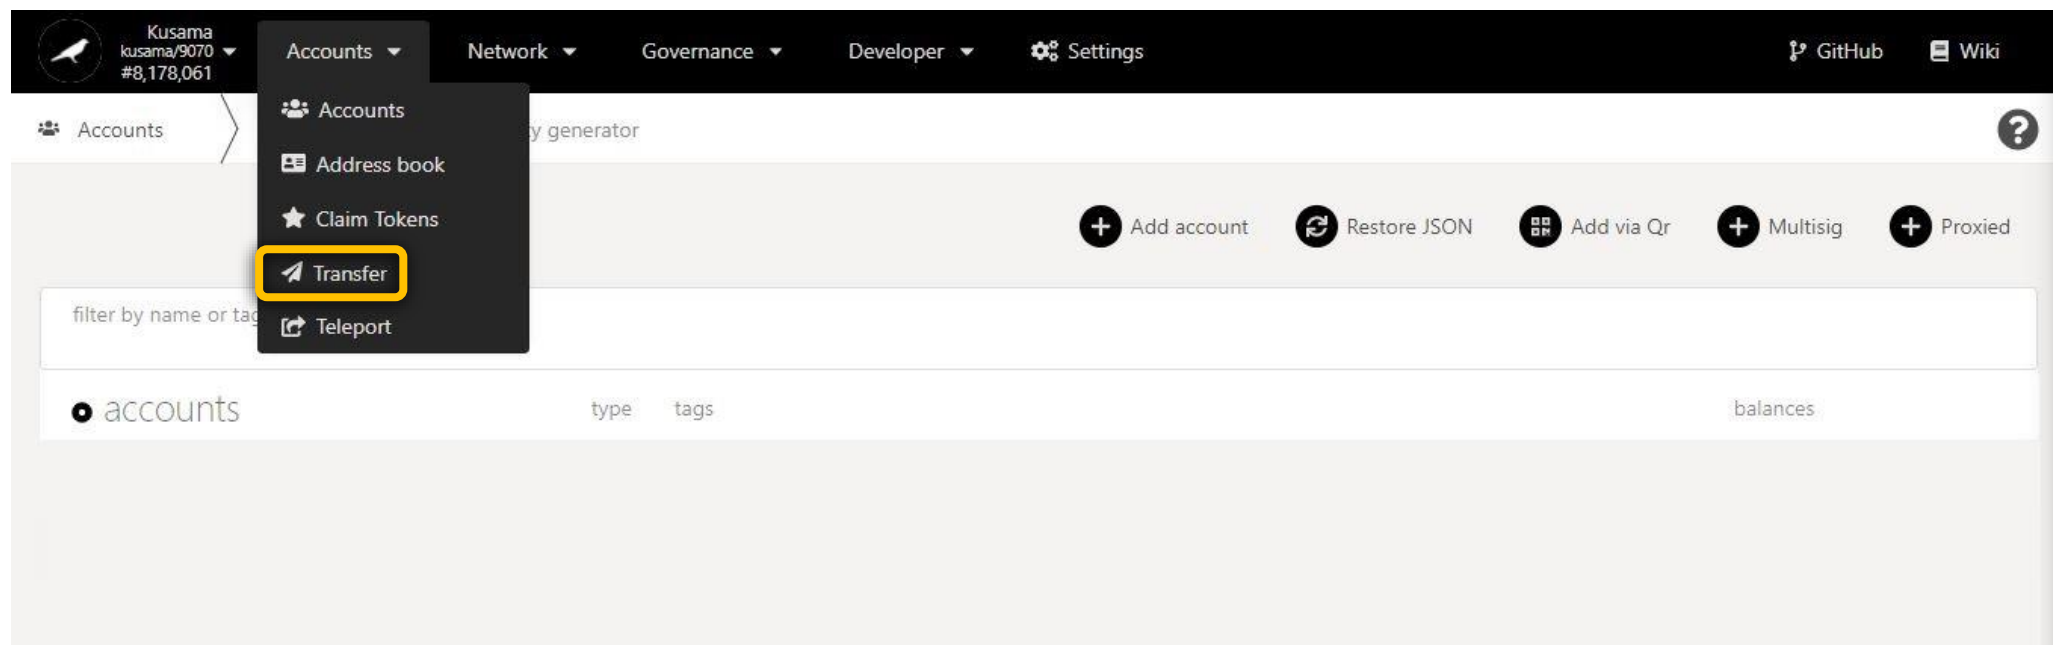 Kusama
kusama/9070
#8,178,061
Accounts
Network
Governance
Developer
Settings
GitHub
Wiki
Accounts
Address book
Claim Tokens
Transfer
Teleport
Accounts
generator
Add account
Restore JSON
Add via Qr
Multisig
Proxied
filter by name or
accounts
type
tags
balances